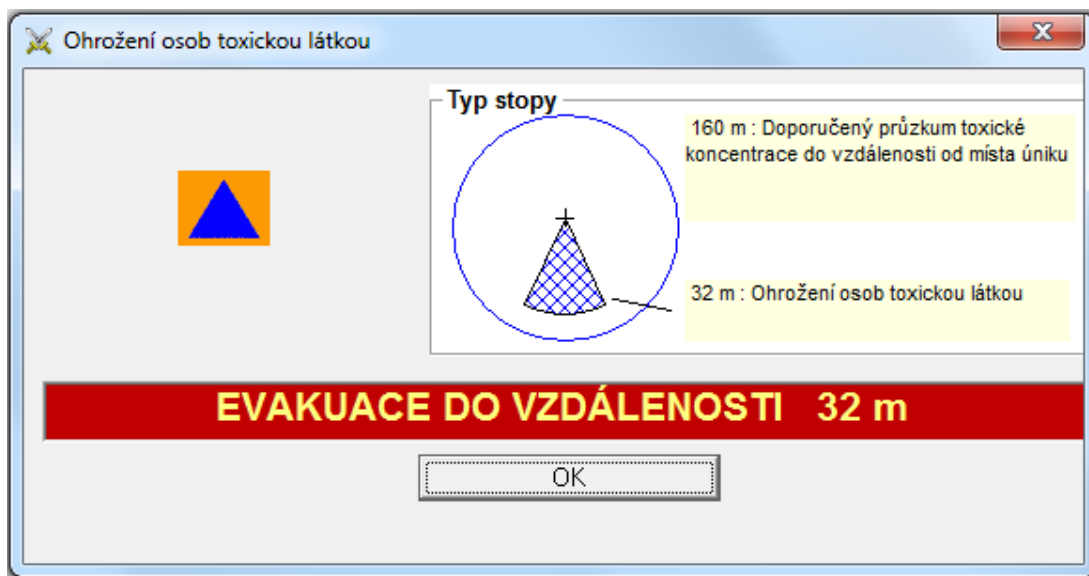 Ohrožení osob toxickou látkou
Typ stopy
160 m : Doporučený průzkum toxické
koncentrace do vzdálenosti od místa úniku
32 m : Ohrožení osob toxickou látkou
EVAKUACE DO VZDÁLENOSTI 32 m
OK